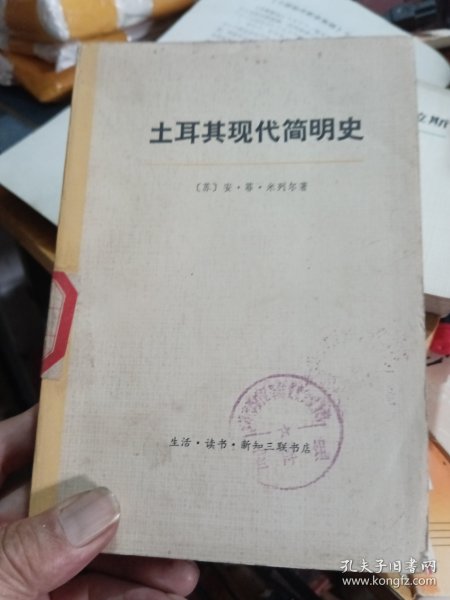 土耳其现代简明史
〔苏〕安·菲·米列尔著
生活·读书·新知三联书店
孔夫子旧书网
www.kongfz.com